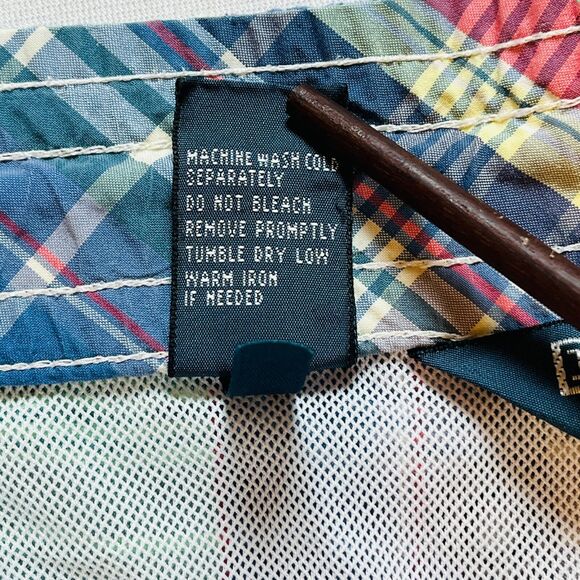 MACHINE WASH COLD
SEPARATELY
DO NOT BLEACH
REMOVE PROMPTLY
TUMBLE DRY LOW
WARM IRON
IF NEEDED